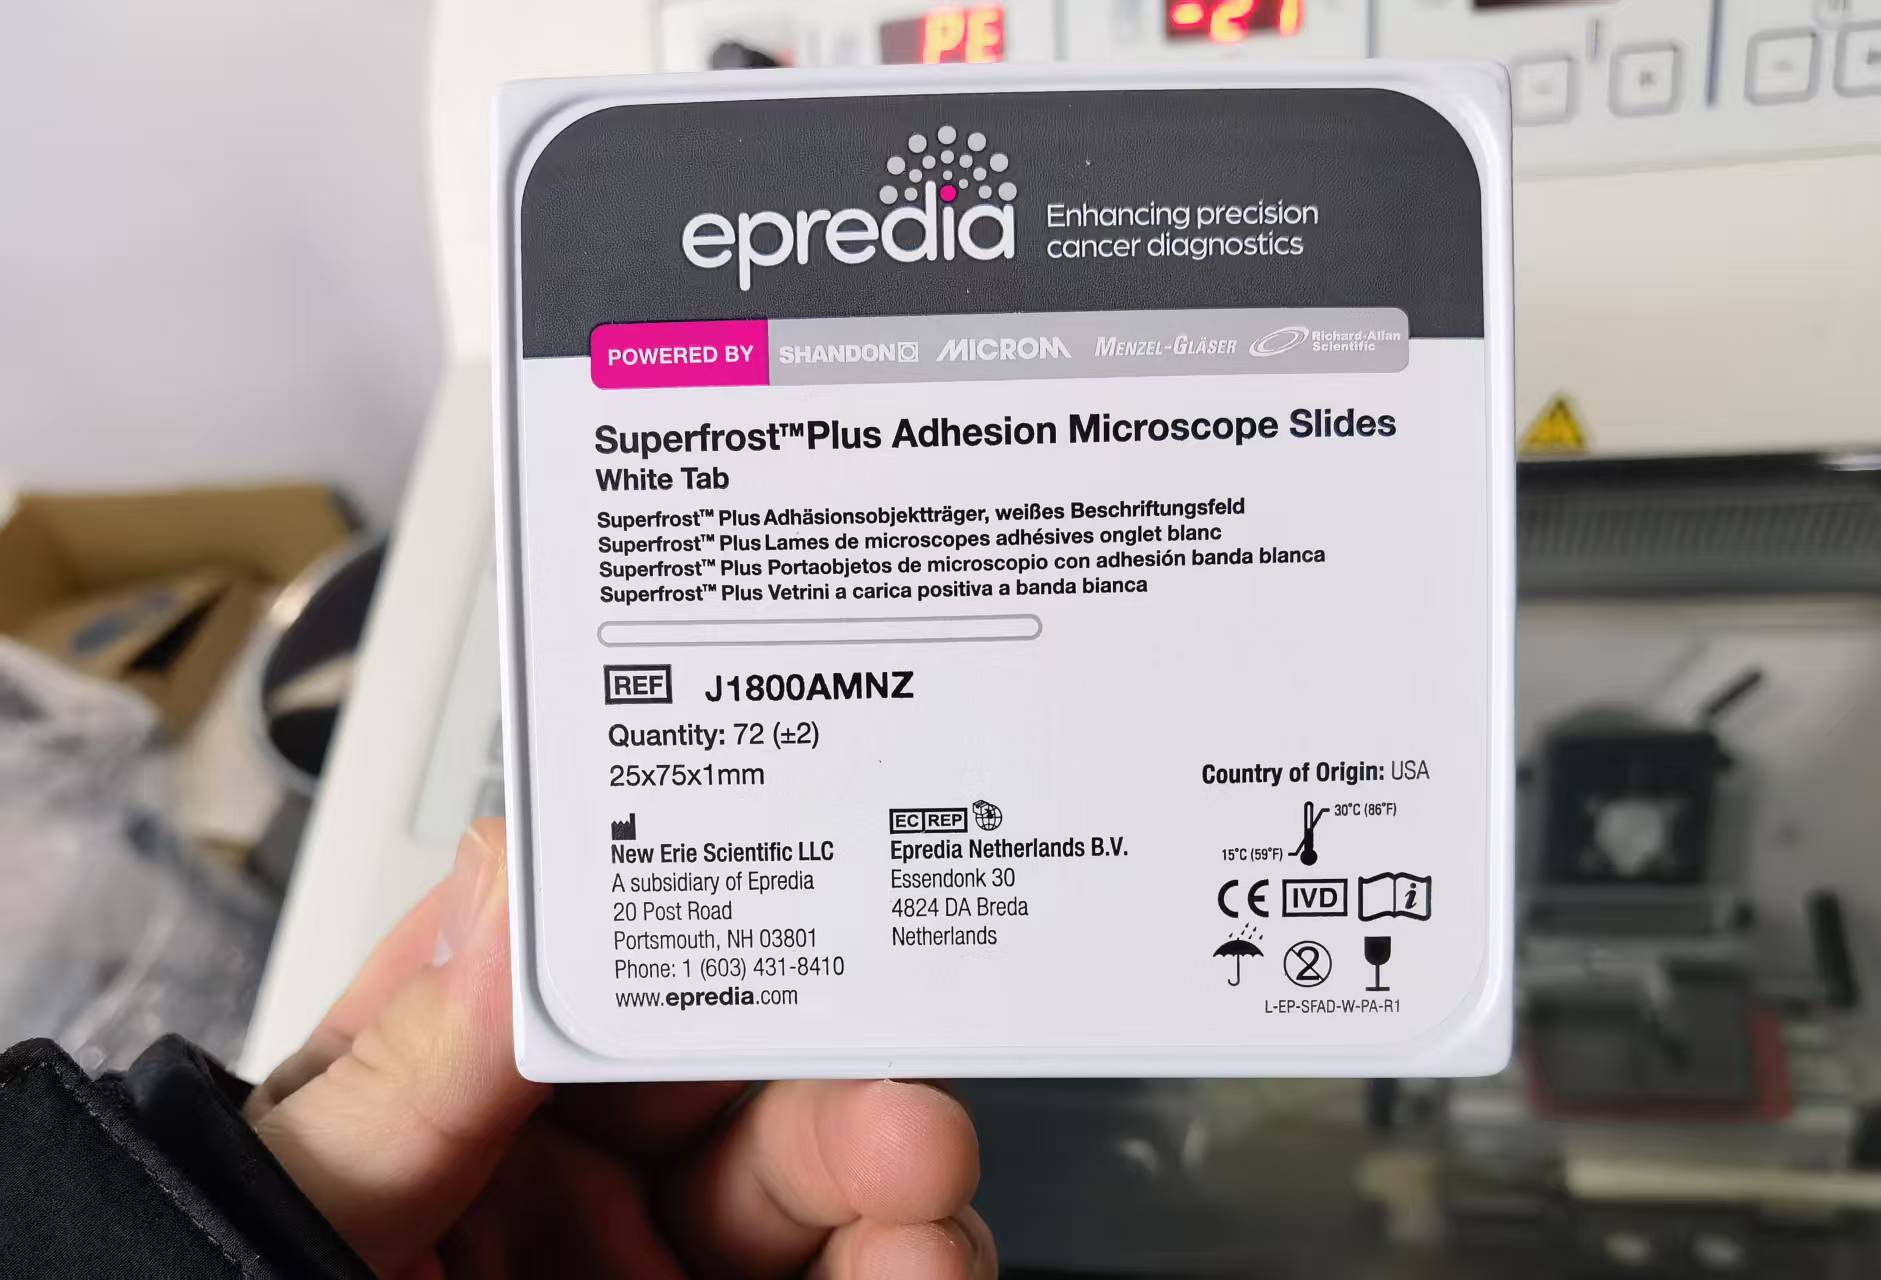 PE
-21
epredia
Enhancing precision
cancer diagnostics
POWERED BY SHANDON MICROM MENZEL-GLÄSER Richard-Allan
Scientific
Superfrost™ Plus Adhesion Microscope Slides
White Tab
Superfrost™ Plus Adhäsionsobjektträger, weißes Beschriftungsfeld
Superfrost™ Plus Lames de microscopes adhésives onglet blanc
Superfrost™ Plus Portaobjetos de microscopio con adhesión banda blanca
Superfrost™ Plus Vetrini a carica positiva a banda bianca
REF J1800AMNZ
Quantity: 72 (±2)
25x75x1mm
New Erie Scientific LLC
A subsidiary of Epredia
20 Post Road
Portsmouth, NH 03801
Phone: 1 (603) 431-8410
www.epredia.com
EC REP
Epredia Netherlands B.V.
Essendonk 30
4824 DA Breda
Netherlands
Country of Origin: USA
30°C (86°F)
15°C (59°F)
CE IVD i
2
L-EP-SFAD-W-PA-R1